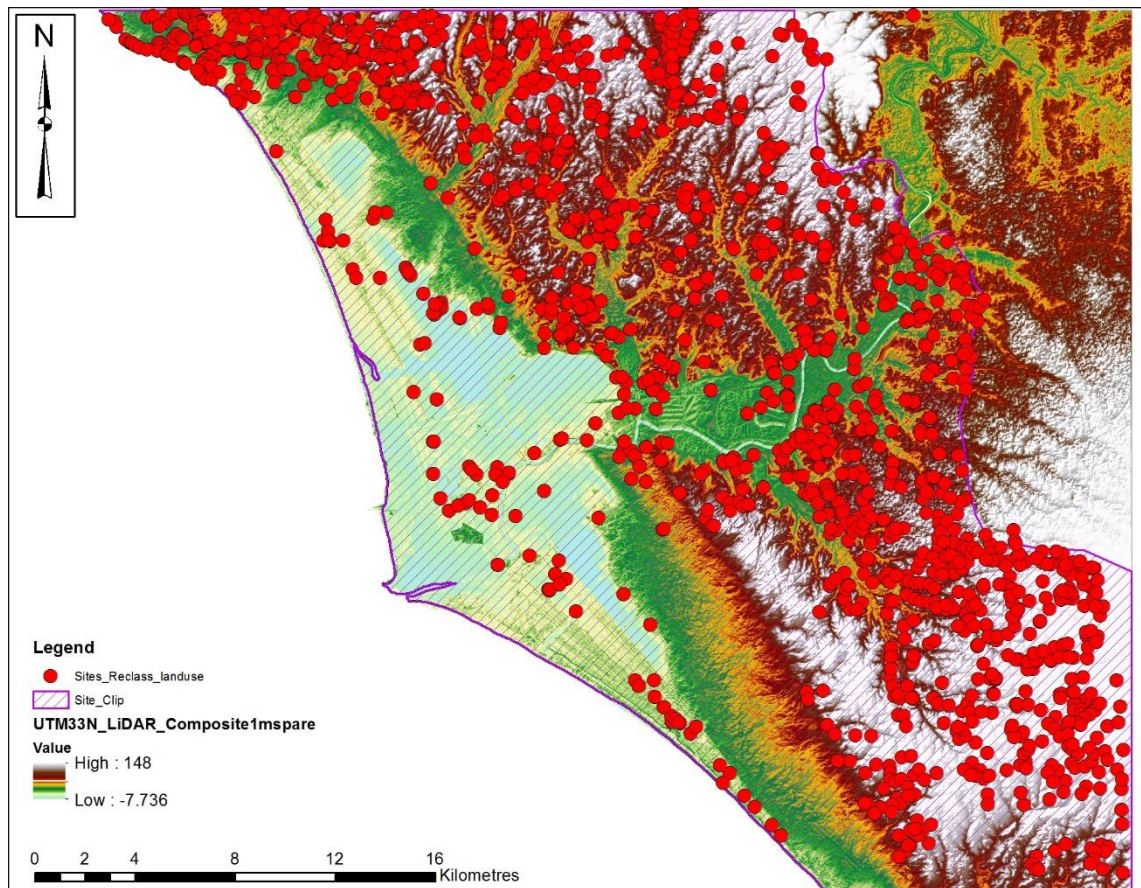 N
Legend
Sites_Reclass_landuse
Site_Clip
UTM33N_LiDAR_Composite1mspare
Value
High : 148
Low : -7.736
0 2 4 8 12 16
Kilometres